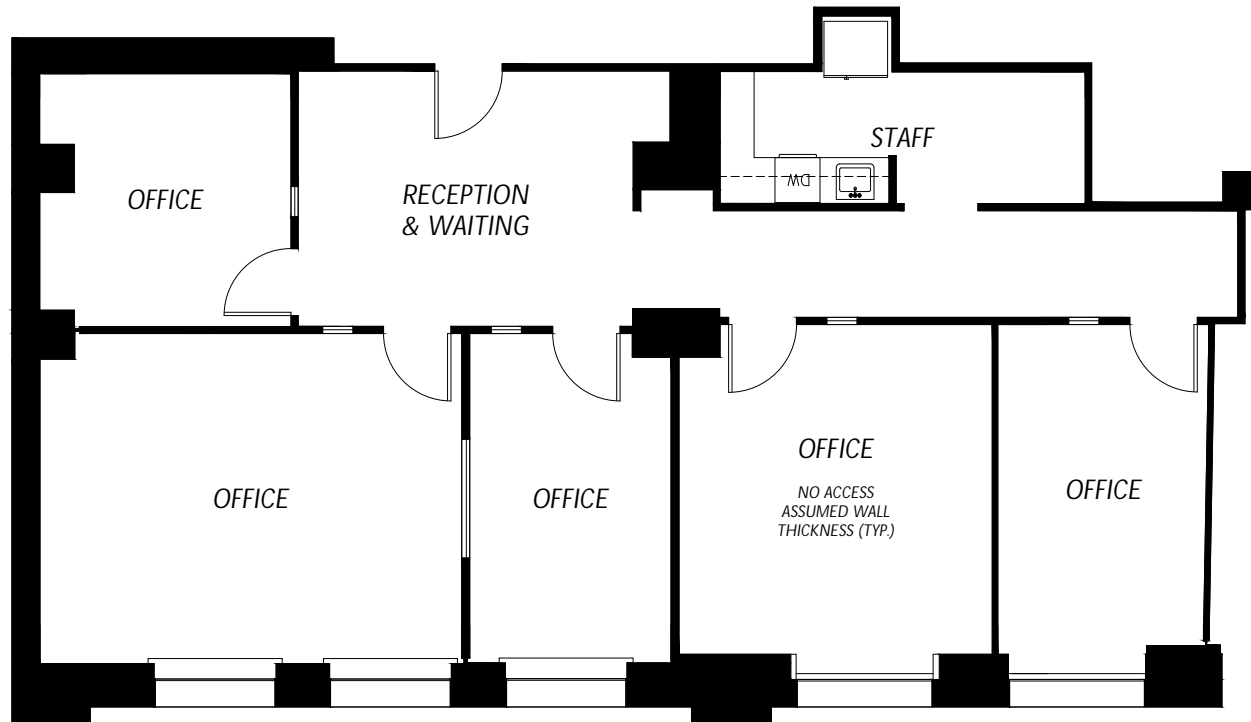 STAFF
OFFICE
RECEPTION
& WAITING
DW
OFFICE
NO ACCESS
ASSUMED WALL
THICKNESS (TYP.)
OFFICE
OFFICE
OFFICE